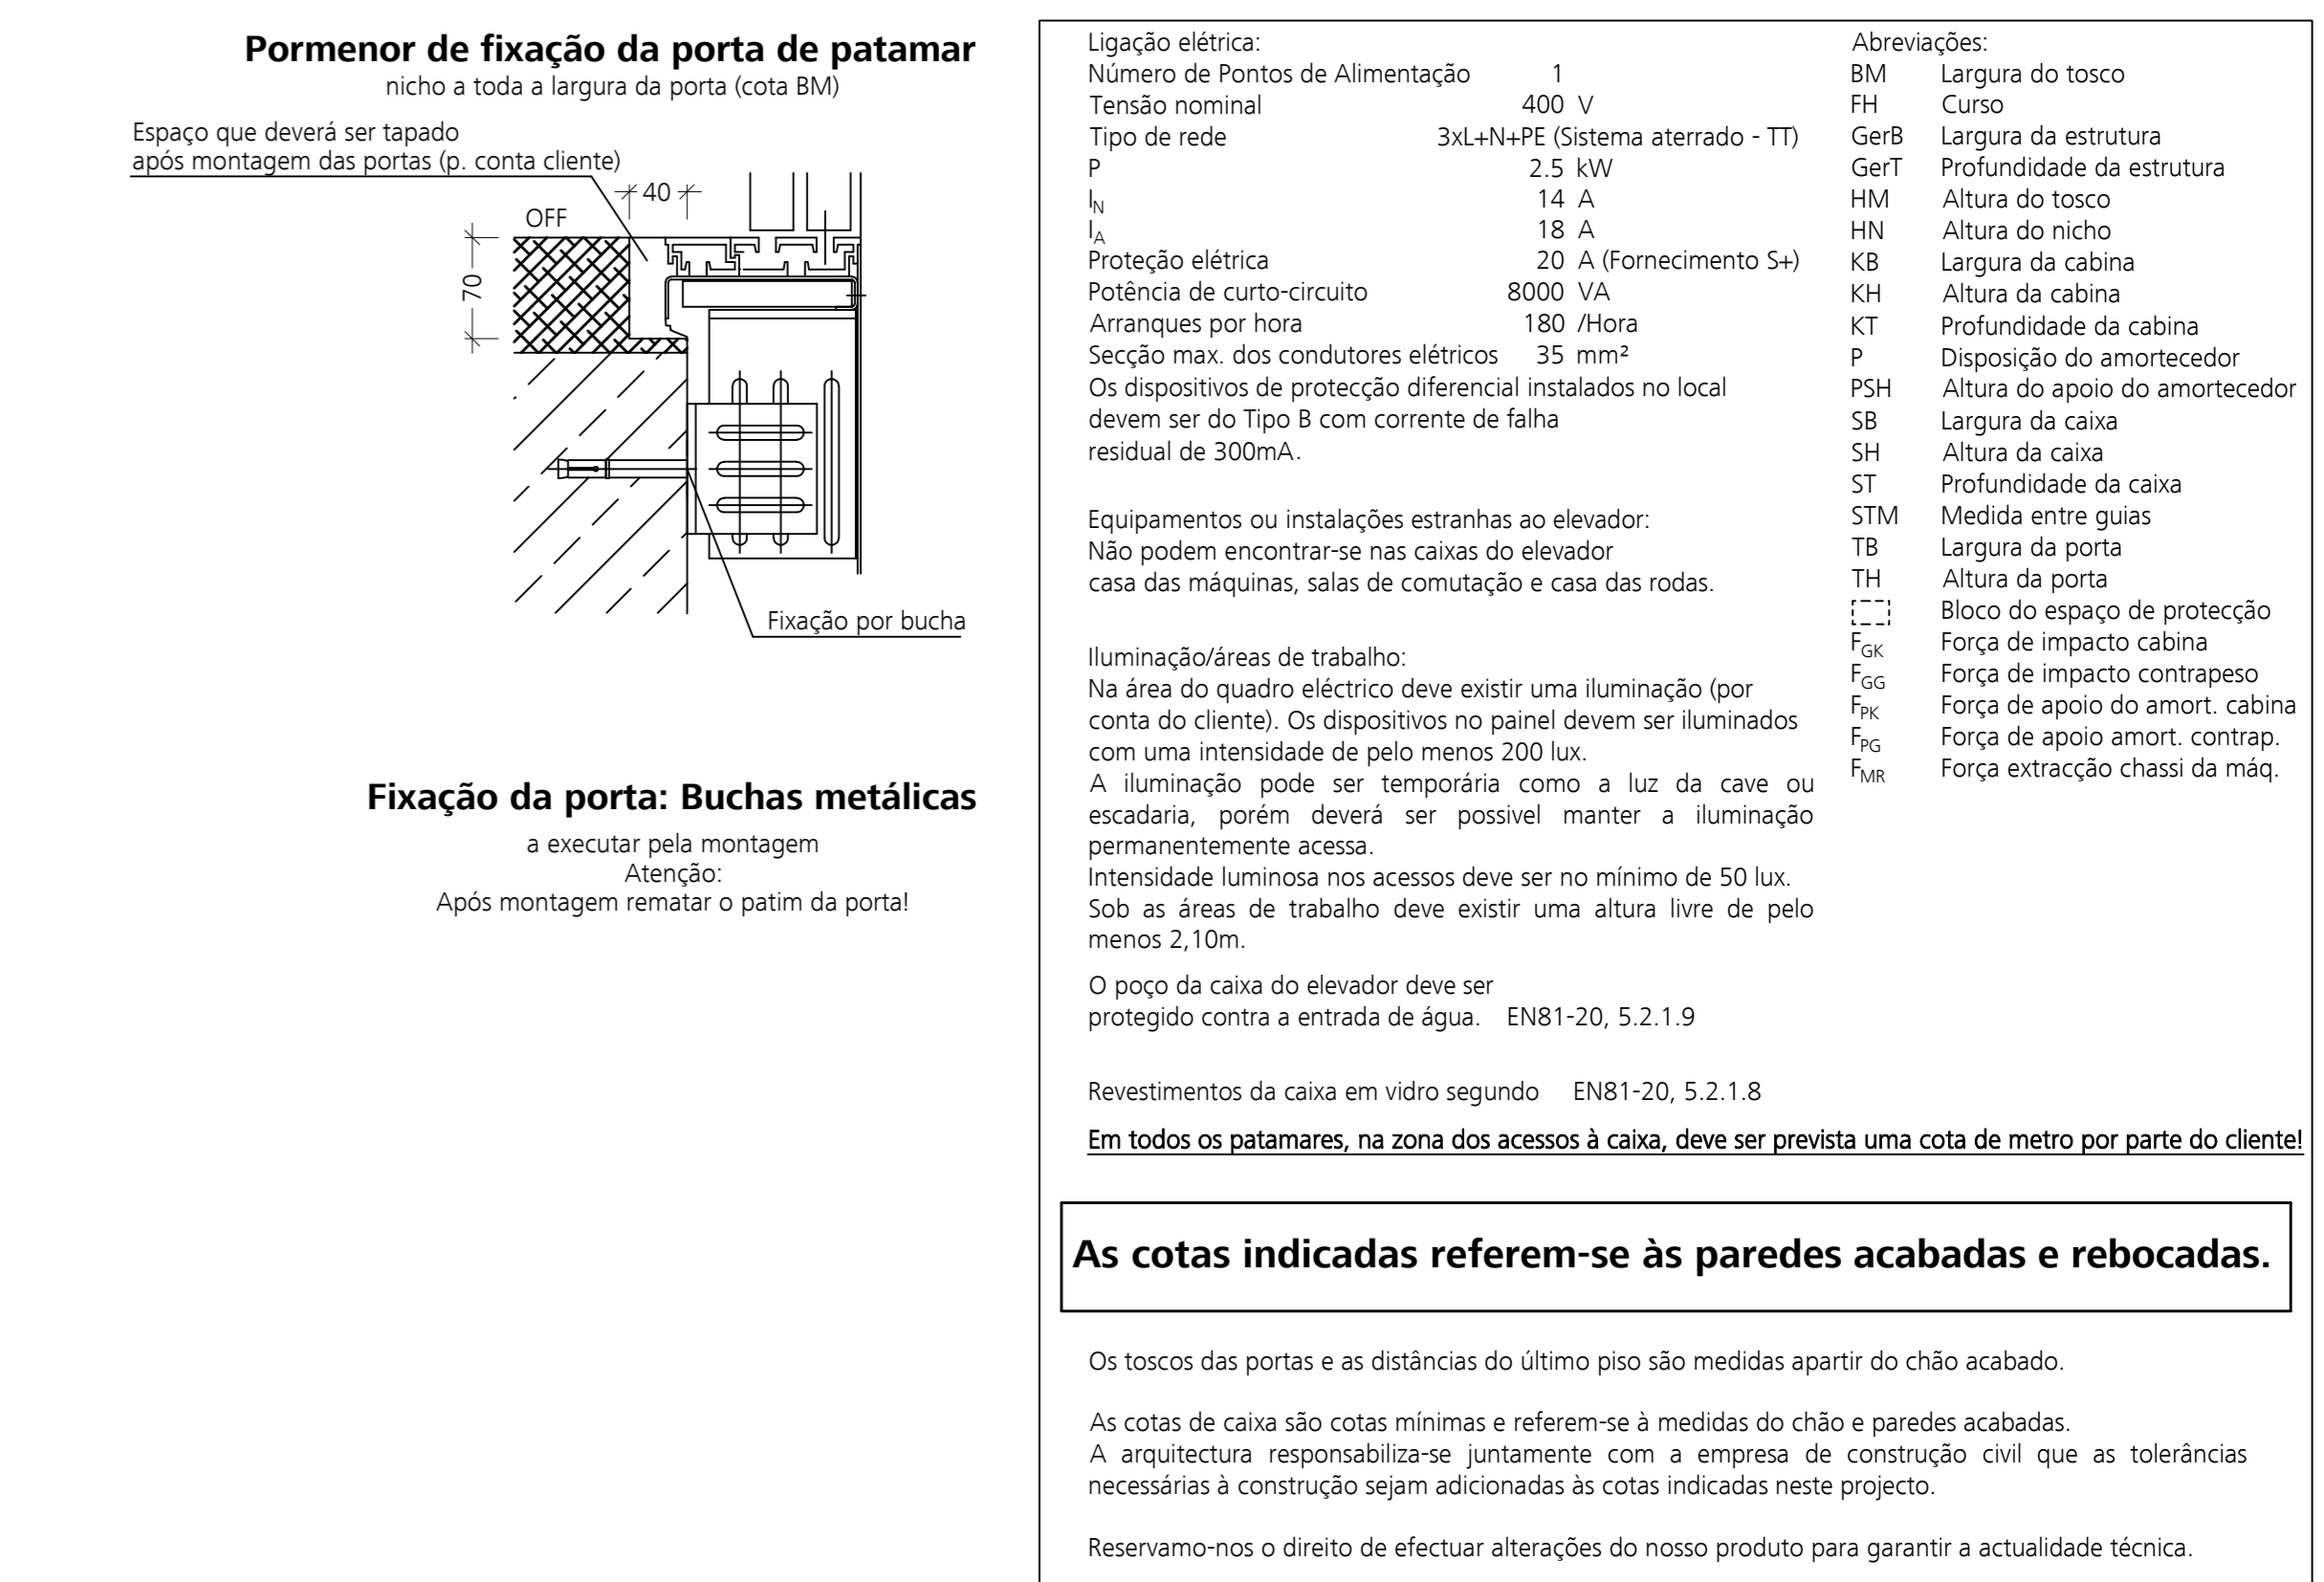 Pormenor de fixação da porta de patamar
nicho a toda a largura da porta (cota BM)
Espaço que deverá ser tapado
após montagem das portas (p. conta cliente)
40
OFF
70
Fixação por bucha
Fixação da porta: Buchas metálicas
a executar pela montagem
Atenção:
Após montagem rematar o patim da porta!
Ligação elétrica:
Número de Pontos de Alimentação 1
Tensão nominal 400 V
Tipo de rede 3xL+N+PE (Sistema aterrado - TT)
P 2.5 kW
I_N 14 A
I_A 18 A
Proteção elétrica 20 A (Fornecimento S+)
Potência de curto-circuito 8000 VA
Arranques por hora 180 /Hora
Secção max. dos condutores elétricos 35 mm²
Os dispositivos de protecção diferencial instalados no local
devem ser do Tipo B com corrente de falha
residual de 300mA.
Equipamentos ou instalações estranhas ao elevador:
Não podem encontrar-se nas caixas do elevador
casa das máquinas, salas de comutação e casa das rodas.
Iluminação/áreas de trabalho:
Na área do quadro eléctrico deve existir uma iluminação (por
conta do cliente). Os dispositivos no painel devem ser iluminados
com uma intensidade de pelo menos 200 lux.
A iluminação pode ser temporária como a luz da cave ou
escadaria, porém deverá ser possivel manter a iluminação
permanentemente acessa.
Intensidade luminosa nos acessos deve ser no mínimo de 50 lux.
Sob as áreas de trabalho deve existir uma altura livre de pelo
menos 2,10m.
O poço da caixa do elevador deve ser
protegido contra a entrada de água. EN81-20, 5.2.1.9
Revestimentos da caixa em vidro segundo EN81-20, 5.2.1.8
Abreviações:
BM Largura do tosco
FH Curso
GerB Largura da estrutura
GerT Profundidade da estrutura
HM Altura do tosco
HN Altura do nicho
KB Largura da cabina
KH Altura da cabina
KT Profundidade da cabina
P Disposição do amortecedor
PSH Altura do apoio do amortecedor
SB Largura da caixa
SH Altura da caixa
ST Profundidade da caixa
STM Medida entre guias
TB Largura da porta
TH Altura da porta
Bloco do espaço de protecção
F_GK Força de impacto cabina
F_GG Força de impacto contrapeso
F_PK Força de apoio do amort. cabina
F_PG Força de apoio amort. contrap.
F_MR Força extracção chassi da máq.
Em todos os patamares, na zona dos acessos à caixa, deve ser prevista uma cota de metro por parte do cliente!
As cotas indicadas referem-se às paredes acabadas e rebocadas.
Os toscos das portas e as distâncias do último piso são medidas apartir do chão acabado.
As cotas de caixa são cotas mínimas e referem-se à medidas do chão e paredes acabadas.
A arquitectura responsabiliza-se juntamente com a empresa de construção civil que as tolerâncias
necessárias à construção sejam adicionadas às cotas indicadas neste projecto.
Reservamo-nos o direito de efectuar alterações do nosso produto para garantir a actualidade técnica.